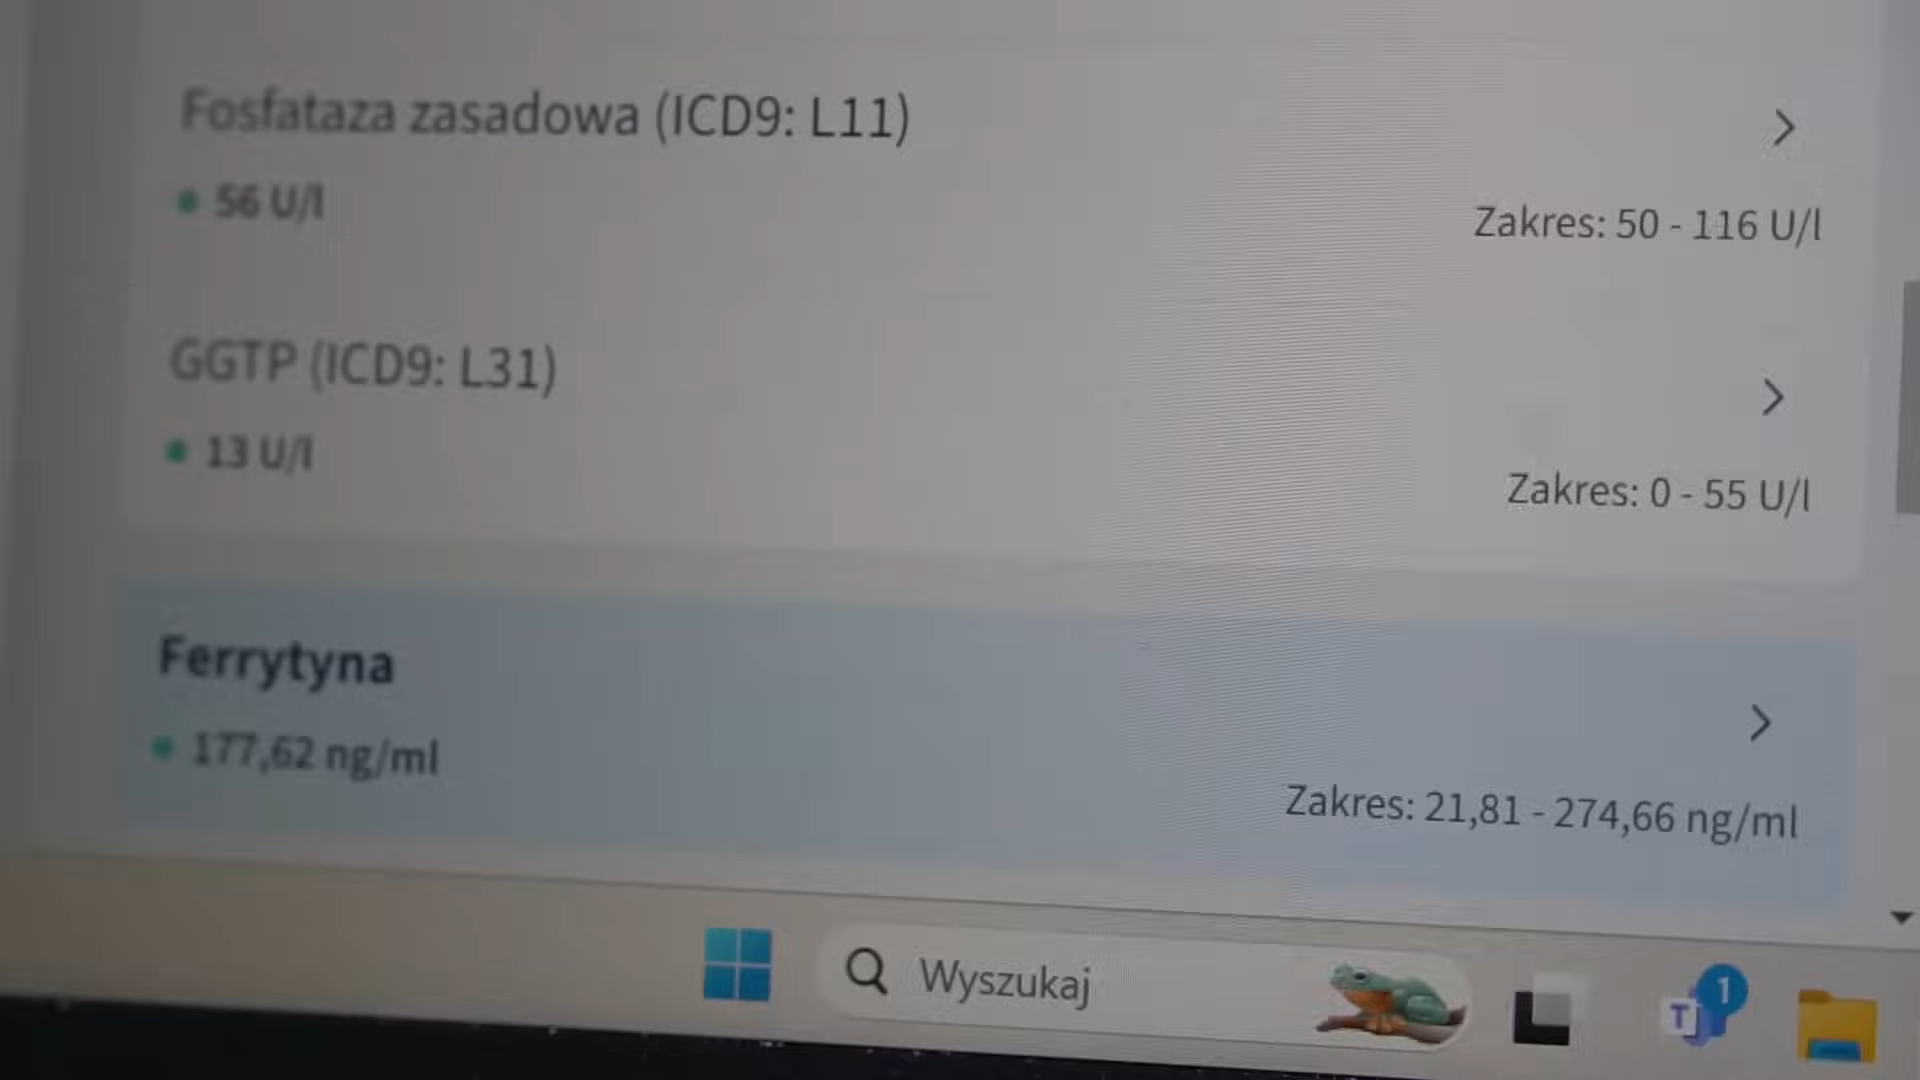 Fosfataza zasadowa (ICD9: L11)
56 U/l
Zakres: 50 - 116 U/l
GGTP (ICD9: L31)
13 U/l
Zakres: 0 - 55 U/l
Ferrytyna
177,62 ng/ml
Zakres: 21,81 - 274,66 ng/ml
Wyszukaj
T
1